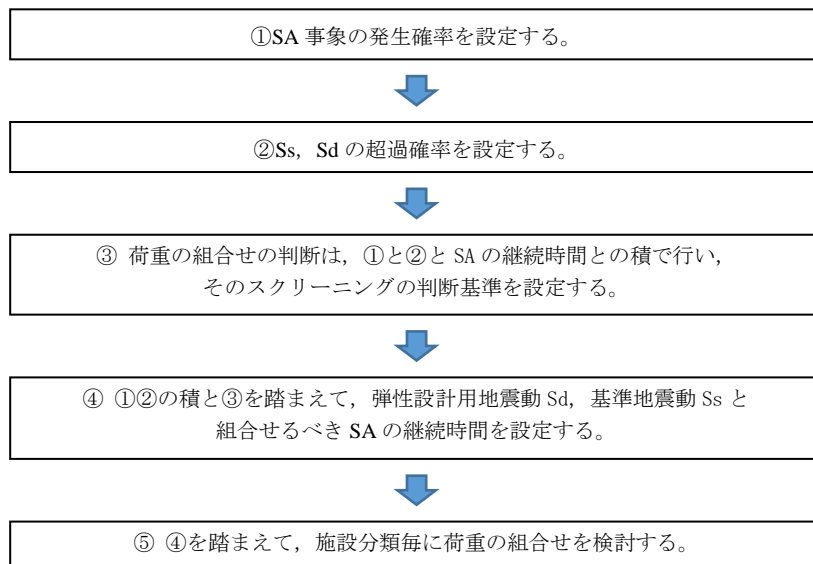 ①SA 事象の発生確率を設定する。
②Ss，Sd の超過確率を設定する。
③ 荷重の組合せの判断は，①と②と SA の継続時間との積で行い，
そのスクリーニングの判断基準を設定する。
④ ①②の積と③を踏まえて，弾性設計用地震動 Sd，基準地震動 Ss と
組合せるべき SA の継続時間を設定する。
⑤ ④を踏まえて，施設分類毎に荷重の組合せを検討する。